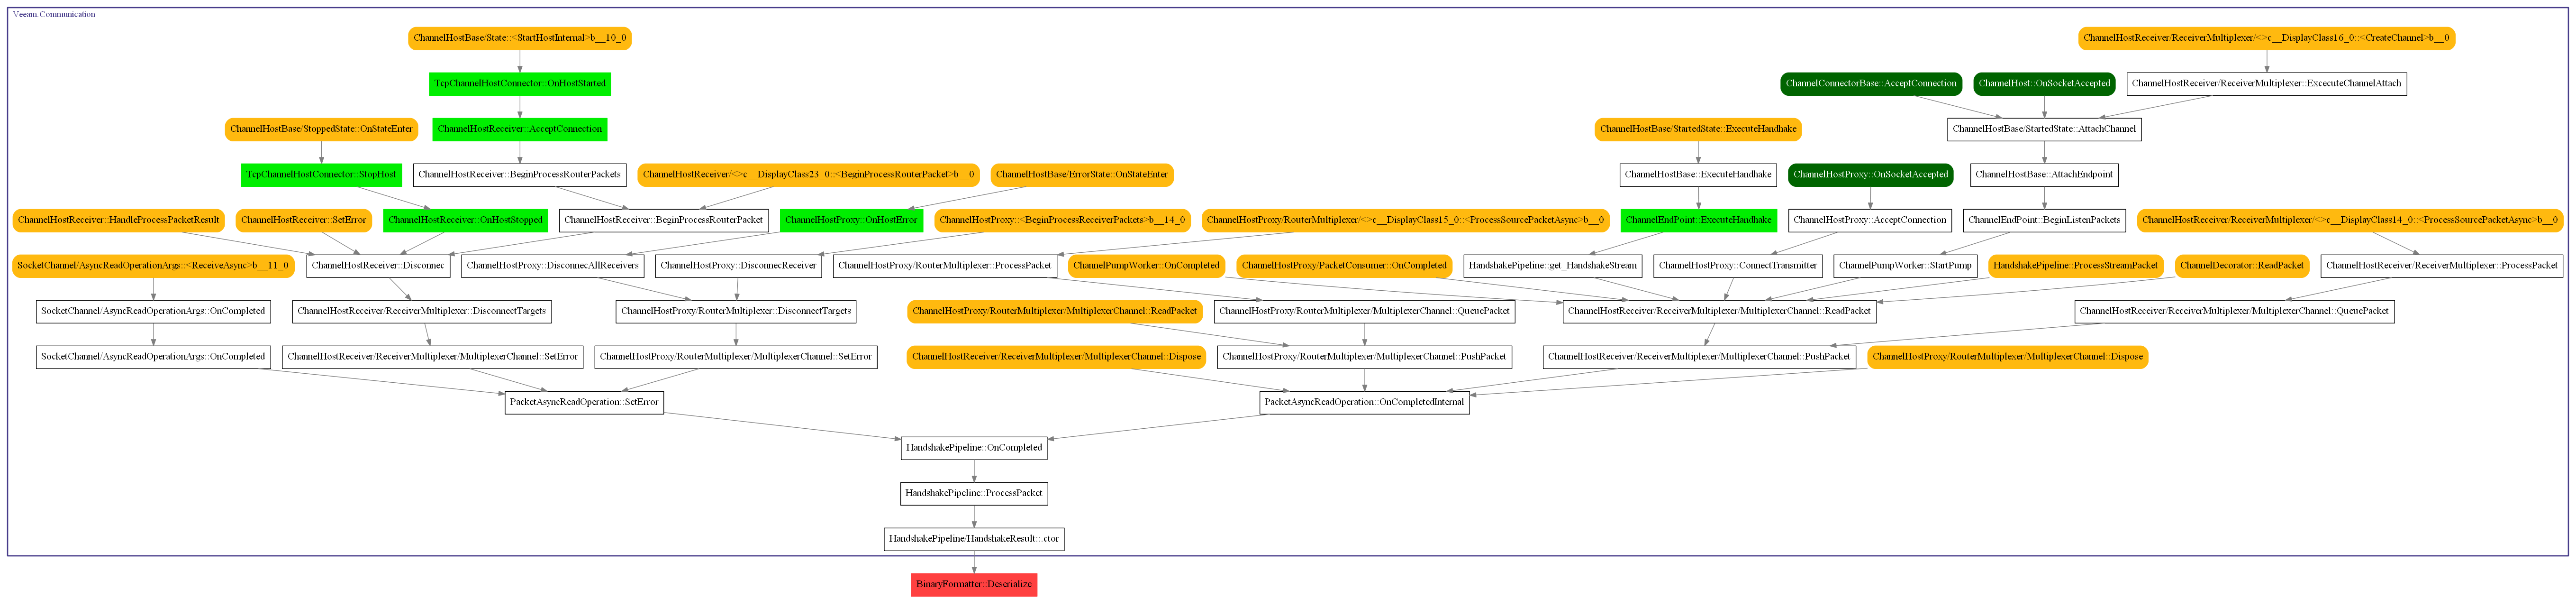 Veeam.Communication
ChannelHostBase/State::<StartHostInternal>b__10_0
ChannelHostReceiver/ReceiverMultiplexer/<>c__DisplayClass16_0::<CreateChannel>b__0
TcpChannelHostConnector::OnHostStarted
ChannelConnectorBase::AcceptConnection
ChannelHost::OnSocketAccepted
ChannelHostReceiver/ReceiverMultiplexer::ExcecuteChannelAttach
ChannelHostBase/StoppedState::OnStateEnter
ChannelHostReceiver::AcceptConnection
ChannelHostBase/StartedState::ExecuteHandhake
ChannelHostBase/StartedState::AttachChannel
TcpChannelHostConnector::StopHost
ChannelHostReceiver::BeginProcessRouterPackets
ChannelHostReceiver/<>c__DisplayClass23_0::<BeginProcessRouterPacket>b__0
ChannelHostBase/ErrorState::OnStateEnter
ChannelHostBase::ExecuteHandhake
ChannelHostProxy::OnSocketAccepted
ChannelHostBase::AttachEndpoint
ChannelHostReceiver::HandleProcessPacketResult
ChannelHostReceiver::SetError
ChannelHostReceiver::OnHostStopped
ChannelHostReceiver::BeginProcessRouterPacket
ChannelHostProxy::OnHostError
ChannelHostProxy::<BeginProcessReceiverPackets>b__14_0
ChannelHostProxy/RouterMultiplexer/<>c__DisplayClass15_0::<ProcessSourcePacketAsync>b__0
ChannelEndPoint::ExecuteHandhake
ChannelHostProxy::AcceptConnection
ChannelEndPoint::BeginListenPackets
ChannelHostReceiver/ReceiverMultiplexer/<>c__DisplayClass14_0::<ProcessSourcePacketAsync>b__0
SocketChannel/AsyncReadOperationArgs::<ReceiveAsync>b__11_0
ChannelHostReceiver::Disconnec
ChannelHostProxy::DisconnecAllReceivers
ChannelHostProxy::DisconnecReceiver
ChannelHostProxy/RouterMultiplexer::ProcessPacket
ChannelPumpWorker::OnCompleted
ChannelHostProxy/PacketConsumer::OnCompleted
HandshakePipeline::get_HandshakeStream
ChannelHostProxy::ConnectTransmitter
ChannelPumpWorker::StartPump
HandshakePipeline::ProcessStreamPacket
ChannelDecorator::ReadPacket
ChannelHostReceiver/ReceiverMultiplexer::ProcessPacket
SocketChannel/AsyncReadOperationArgs::OnCompleted
ChannelHostReceiver/ReceiverMultiplexer::DisconnectTargets
ChannelHostProxy/RouterMultiplexer::DisconnectTargets
ChannelHostProxy/RouterMultiplexer/MultiplexerChannel::ReadPacket
ChannelHostProxy/RouterMultiplexer/MultiplexerChannel::QueuePacket
ChannelHostReceiver/ReceiverMultiplexer/MultiplexerChannel::ReadPacket
ChannelHostReceiver/ReceiverMultiplexer/MultiplexerChannel::QueuePacket
SocketChannel/AsyncReadOperationArgs::OnCompleted
ChannelHostReceiver/ReceiverMultiplexer/MultiplexerChannel::SetError
ChannelHostProxy/RouterMultiplexer/MultiplexerChannel::SetError
ChannelHostReceiver/ReceiverMultiplexer/MultiplexerChannel::Dispose
ChannelHostProxy/RouterMultiplexer/MultiplexerChannel::PushPacket
ChannelHostReceiver/ReceiverMultiplexer/MultiplexerChannel::PushPacket
ChannelHostProxy/RouterMultiplexer/MultiplexerChannel::Dispose
PacketAsyncReadOperation::SetError
PacketAsyncReadOperation::OnCompletedInternal
HandshakePipeline::OnCompleted
HandshakePipeline::ProcessPacket
HandshakePipeline/HandshakeResult::.ctor
BinaryFormatter::Deserialize